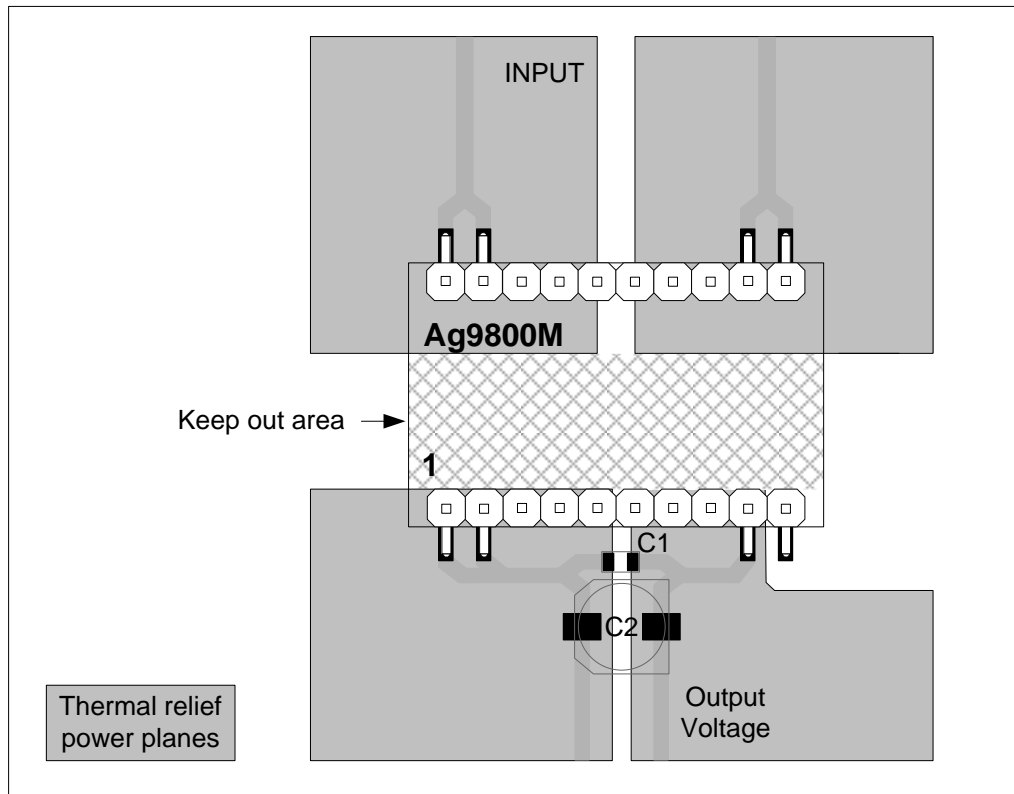 INPUT
Ag9800M
Keep out area
1
C1
C2
Thermal relief
power planes
Output
Voltage